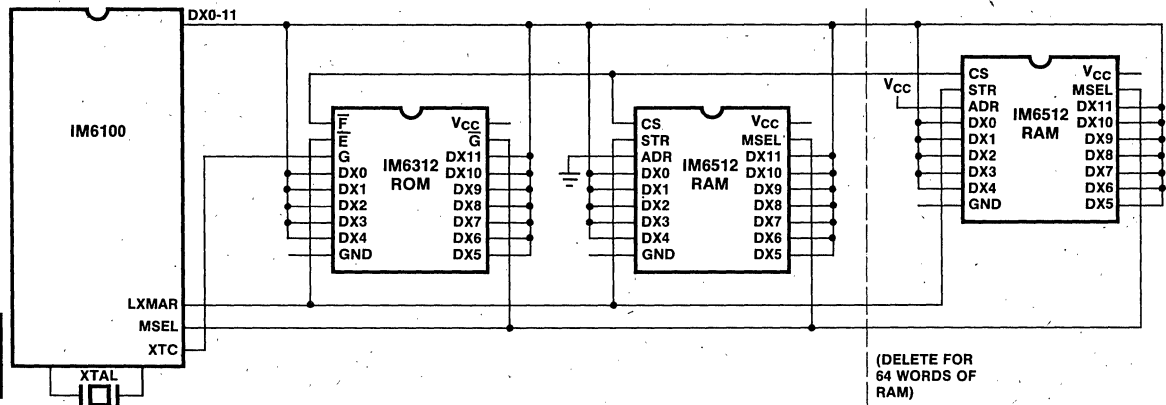 DX0-11
IM6100
LXMAR
MSEL
XTC
XTAL
F̅
E̅
G
DX0
DX1
DX2
DX3
DX4
GND
IM6312
ROM
VCC
G̅
DX11
DX10
DX9
DX8
DX7
DX6
DX5
CS
STR
ADR
DX0
DX1
DX2
DX3
DX4
GND
IM6512
RAM
VCC
MSEL
DX11
DX10
DX9
DX8
DX7
DX6
DX5
VCC
CS
STR
ADR
DX0
DX1
DX2
DX3
DX4
GND
IM6512
RAM
VCC
MSEL
DX11
DX10
DX9
DX8
DX7
DX6
DX5
(DELETE FOR
64 WORDS OF
RAM)